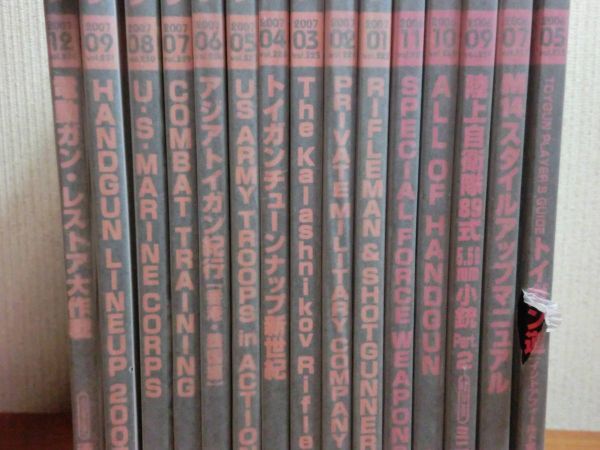 2007
12
電動ガン・レストア大作戦
2007
09
HANDGUN LINEUP 200
2007
08
U.S.MARINE CORPS
2007
07
COMBAT TRAINING
2007
06
アジアトイガン紀行
2007
05
US ARMY TROOPS in ACTIO
2007
04
トイガンチューンナップ新世紀
2007
03
The Kalashnikov Rifle
2007
02
PRIVATE MILITARY COMPANY
2007
01
RIFLEMAN & SHOTGUNNER
2006
11
SPECIAL FORCE WEAPONS
2006
10
ALL OF HANDGUN
2006
09
陸上自衛隊89式5.56mm小銃 Part 2
2006
07
M14スタイルアップ・マニュアル
2006
05
TOYGUN PLAYER'S GUIDE トイガン道